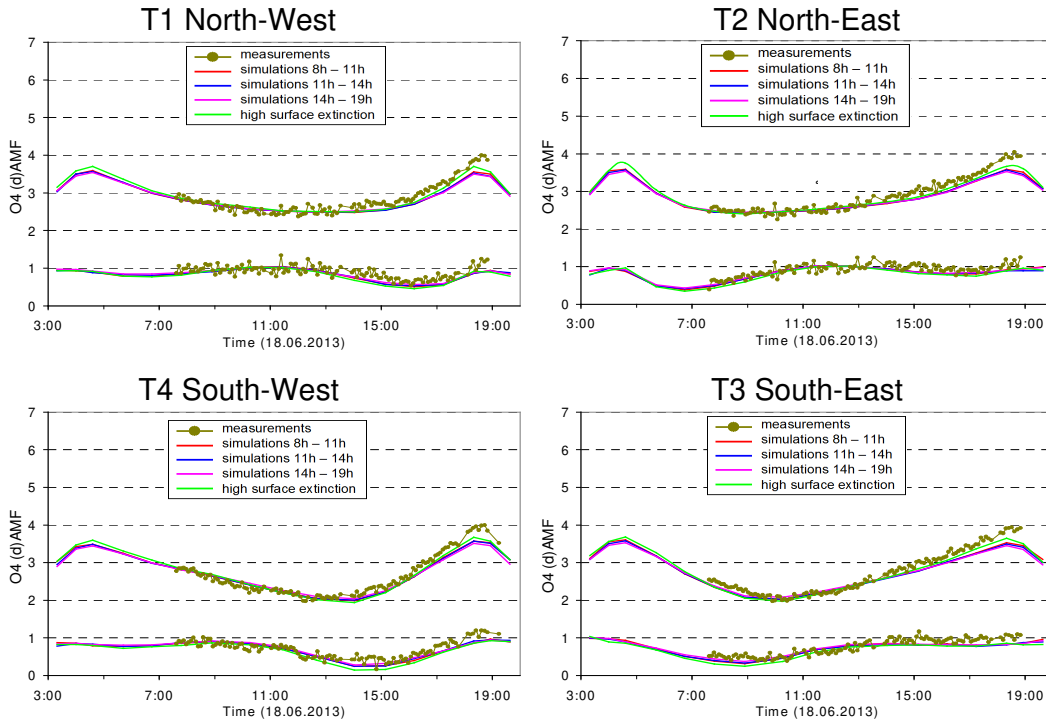 T1 North-West
7
6
5
4
3
2
1
0
O4 (d)AMF
measurements
simulations 8h – 11h
simulations 11h – 14h
simulations 14h – 19h
high surface extinction
3:00 7:00 11:00 15:00 19:00
Time (18.06.2013)
T2 North-East
7
6
5
4
3
2
1
0
O4 (d)AMF
measurements
simulations 8h – 11h
simulations 11h – 14h
simulations 14h – 19h
high surface extinction
3:00 7:00 11:00 15:00 19:00
Time (18.06.2013)
T4 South-West
7
6
5
4
3
2
1
0
O4 (d)AMF
measurements
simulations 8h – 11h
simulations 11h – 14h
simulations 14h – 19h
high surface extinction
3:00 7:00 11:00 15:00 19:00
Time (18.06.2013)
T3 South-East
7
6
5
4
3
2
1
0
O4 (d)AMF
measurements
simulations 8h – 11h
simulations 11h – 14h
simulations 14h – 19h
high surface extinction
3:00 7:00 11:00 15:00 19:00
Time (18.06.2013)